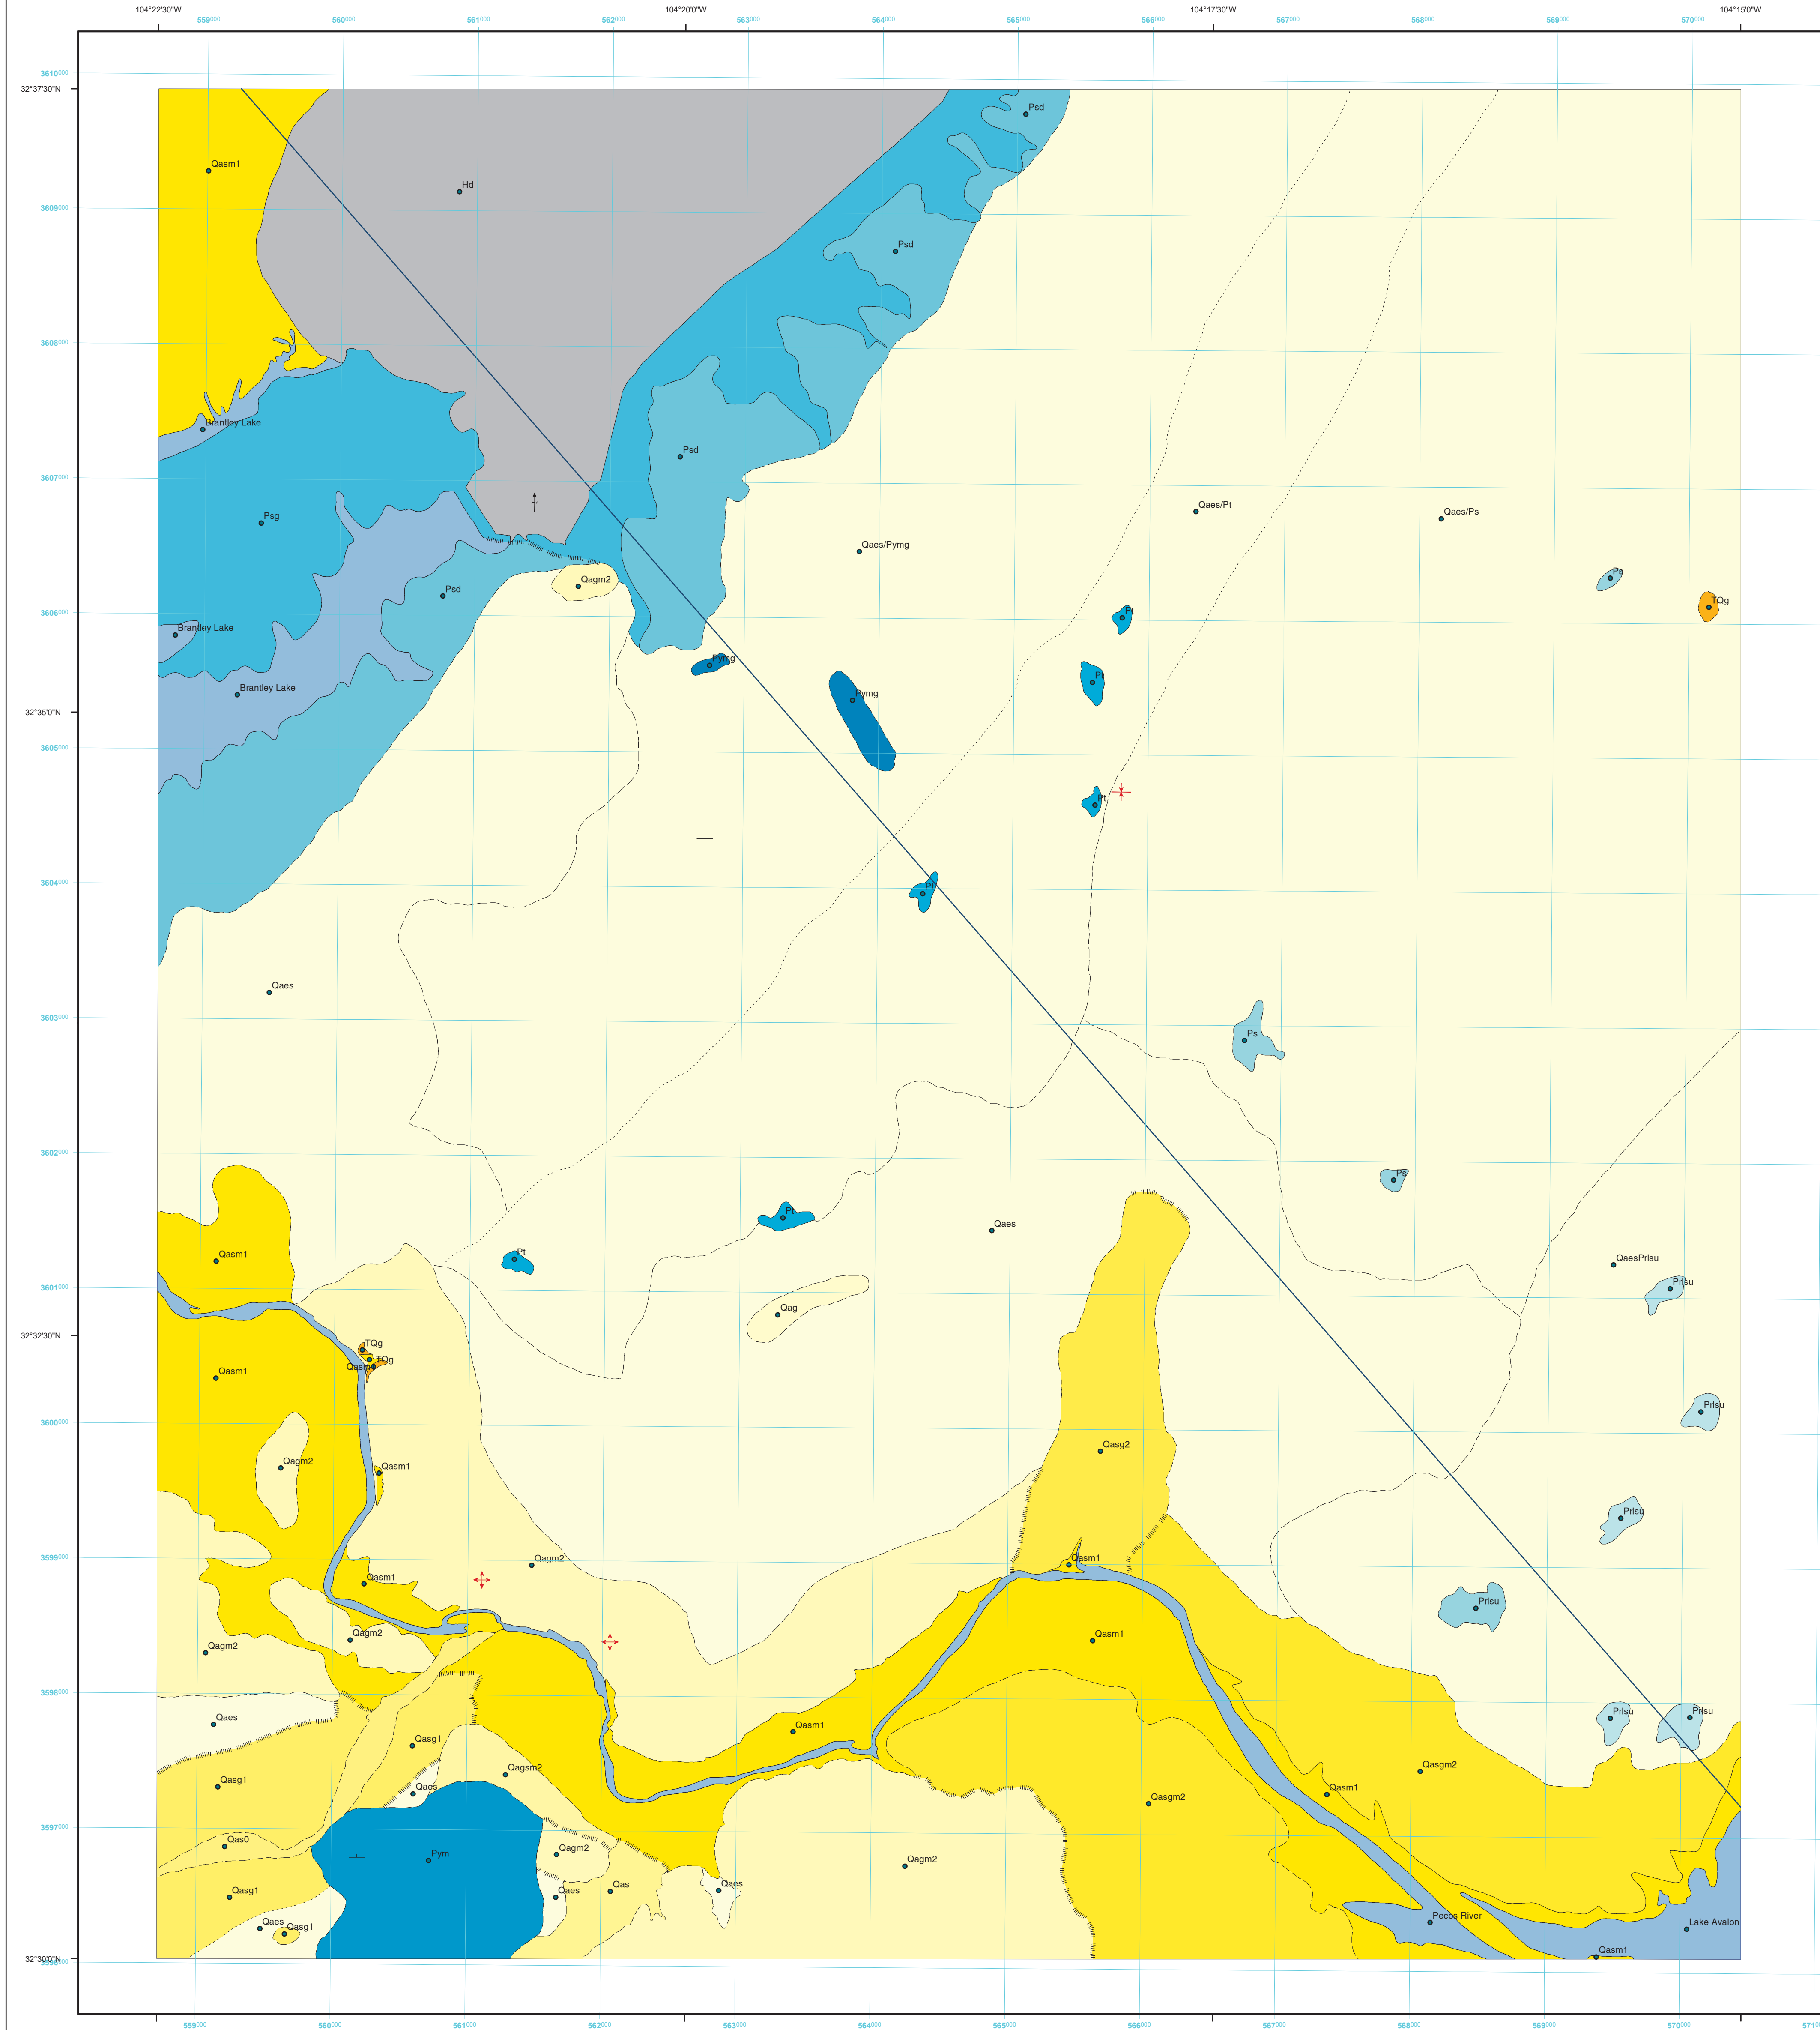 104°22'30"W 104°20'0"W 104°17'30"W 104°15'0"W
559000 560000 561000 562000 563000 564000 565000 566000 567000 568000 569000 570000
3610000
32°37'30"N
Psd
Qasm1
Hd
3609000
Psd
3608000
Brantley Lake
Psd
3607000
Qaes/Pt
Qaes/Ps
Psg
Qaes/Pymg
Ps
Qagm2
Psd
TQg
3606000
Pt
Brantley Lake
Pymg
Pt
Brantley Lake
Pymg
32°35'0"N
3605000
Pt
3604000
Pt
Qaes
3603000
Ps
3602000
Ps
Pt
Qaes
Qasm1
Pt
QaesPrlsu
3601000
Prlsu
Qag
32°32'30"N
TQg
TQg
Qasm
Qasm1
Prlsu
3600000
Qasg2
Qagm2
Qasm1
Prlsu
3599000
Qagm2
Qasm1
Qasm1
Prlsu
Qagm2
Qasm1
Qagm2
3598000
Qaes
Prlsu
Prlsu
Qasm1
Qasg1
Qagsm2
Qasgm2
Qasg1
Qaes
Qasm1
Qasgm2
3597000
Qas0
Qagm2
Pym
Qagm2
Qasg1
Qaes
Qas
Qaes
Qaes
Qasg1
Pecos River
Lake Avalon
Qasm1
32°30'0"N
3596000
559000 560000 561000 562000 563000 564000 565000 566000 567000 568000 569000 570000